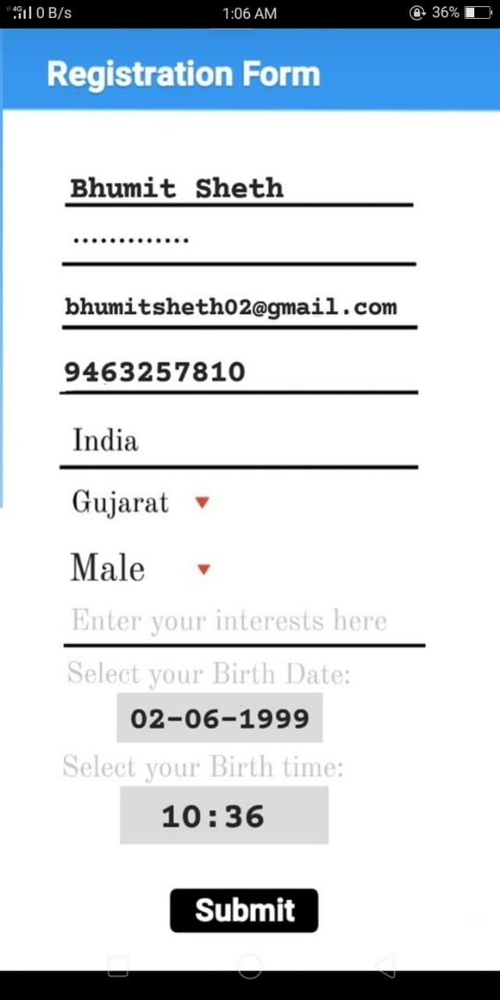 4G 0 B/s 1:06 AM 36%
Registration Form
Bhumit Sheth
.............
bhumitsheth02@gmail.com
9463257810
India
Gujarat
Male
Enter your interests here
Select your Birth Date:
02-06-1999
Select your Birth time:
10:36
Submit